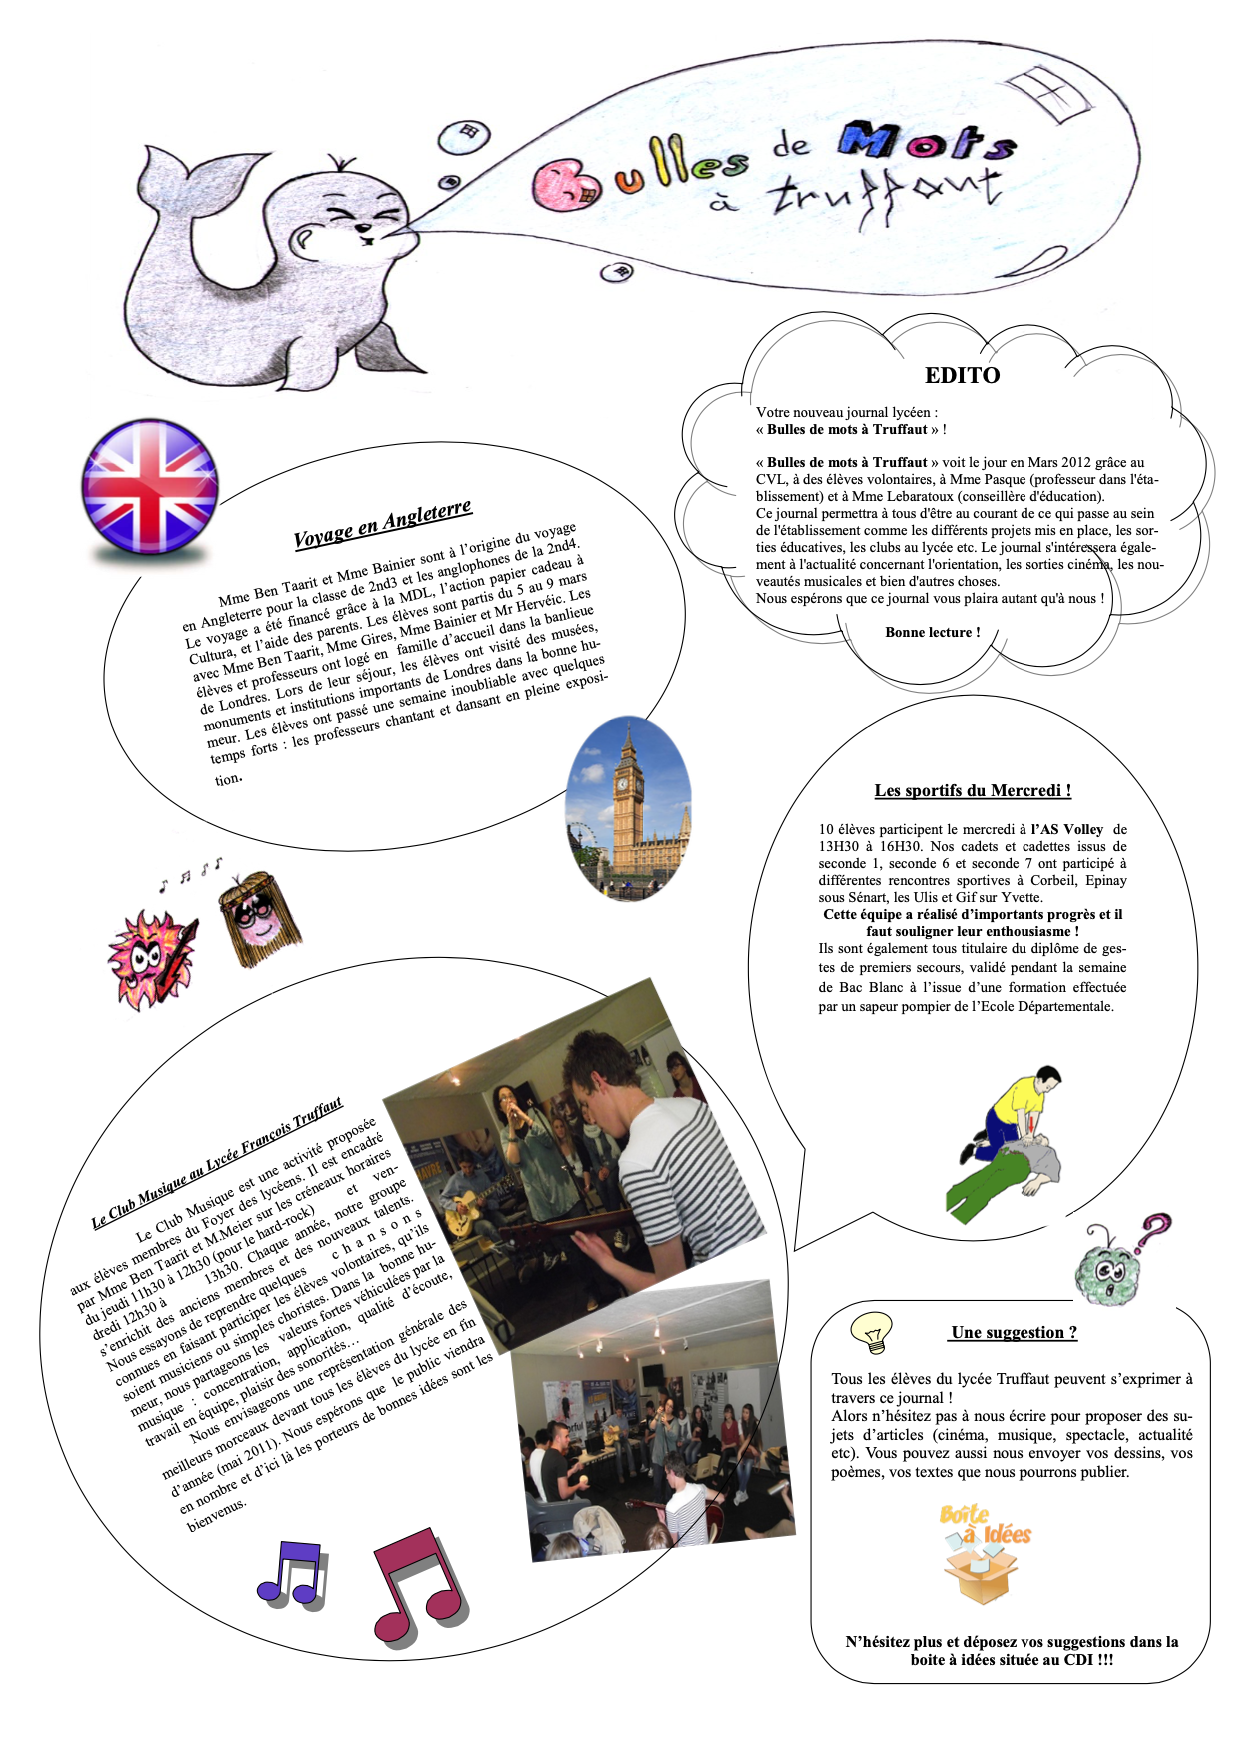 Bulles de Mots
à truffaut
EDITO
Votre nouveau journal lycéen :
« Bulles de mots à Truffaut » !
« Bulles de mots à Truffaut » voit le jour en Mars 2012 grâce au
CVL, à des élèves volontaires, à Mme Pasque (professeur dans l'éta-
blissement) et à Mme Lebaratoux (conseillère d'éducation).
Ce journal permettra à tous d'être au courant de ce qui passe au sein
de l'établissement comme les différents projets mis en place, les sor-
ties éducatives, les clubs au lycée etc. Le journal s'intéressera égale-
ment à l'actualité concernant l'orientation, les sorties cinéma, les nou-
veautés musicales et bien d'autres choses.
Nous espérons que ce journal vous plaira autant qu'à nous !
Bonne lecture !
Voyage en Angleterre
Mme Ben Taarit et Mme Bainier sont à l'origine du voyage
en Angleterre pour la classe de 2nd3 et les anglophones de la 2nd4.
Le voyage a été financé grâce à la MDL, l'action papier cadeau à
Cultura, et l'aide des parents. Les élèves sont partis du 5 au 9 mars
avec Mme Ben Taarit, Mme Gires, Mme Bainier et Mr Hervéic. Les
élèves et professeurs ont logé en famille d'accueil dans la banlieue
de Londres. Lors de leur séjour, les élèves ont visité des musées,
monuments et institutions importants de Londres dans la bonne hu-
meur. Les élèves ont passé une semaine inoubliable avec quelques
temps forts : les professeurs chantant et dansant en pleine exposi-
tion.
Les sportifs du Mercredi !
10 élèves participent le mercredi à l'AS Volley de
13H30 à 16H30. Nos cadets et cadettes issus de
seconde 1, seconde 6 et seconde 7 ont participé à
différentes rencontres sportives à Corbeil, Epinay
sous Sénart, les Ulis et Gif sur Yvette.
Cette équipe a réalisé d'importants progrès et il
faut souligner leur enthousiasme !
Ils sont également tous titulaire du diplôme de ges-
tes de premiers secours, validé pendant la semaine
de Bac Blanc à l'issue d'une formation effectuée
par un sapeur pompier de l'Ecole Départementale.
Le Club Musique au Lycée François Truffaut
Le Club Musique est une activité proposée
aux élèves membres du Foyer des lycéens. Il est encadré
par Mme Ben Taarit et M.Meier sur les créneaux horaires
du jeudi 11h30 à 12h30 (pour le hard-rock) et ven-
dredi 12h30 à 13h30. Chaque année, notre groupe
s'enrichit des anciens membres et des nouveaux talents.
Nous essayons de reprendre quelques chansons
connues en faisant participer les élèves volontaires, qu'ils
soient musiciens ou simples choristes. Dans la bonne hu-
meur, nous partageons les valeurs fortes véhiculées par la
musique : concentration, application, qualité d'écoute,
travail en équipe, plaisir des sonorités...
Nous envisageons une représentation générale des
meilleurs morceaux devant tous les élèves du lycée en fin
d'année (mai 2011). Nous espérons que le public viendra
en nombre et d'ici là les porteurs de bonnes idées sont les
bienvenus.
Une suggestion ?
Tous les élèves du lycée Truffaut peuvent s'exprimer à
travers ce journal !
Alors n'hésitez pas à nous écrire pour proposer des su-
jets d'articles (cinéma, musique, spectacle, actualité
etc). Vous pouvez aussi nous envoyer vos dessins, vos
poèmes, vos textes que nous pourrons publier.
Boîte
à Idées
N'hésitez plus et déposez vos suggestions dans la
boite à idées située au CDI !!!